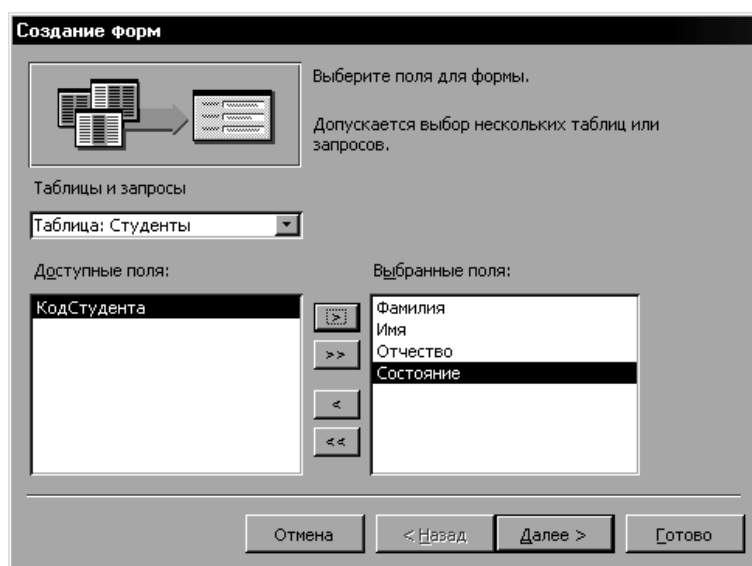 Создание форм
Выберите поля для формы.
Допускается выбор нескольких таблиц или
запросов.
Таблицы и запросы
Таблица: Студенты
Доступные поля:
Выбранные поля:
КодСтудента
>
>>
<
<<
Фамилия
Имя
Отчество
Состояние
Отмена
< Назад
Далее >
Готово